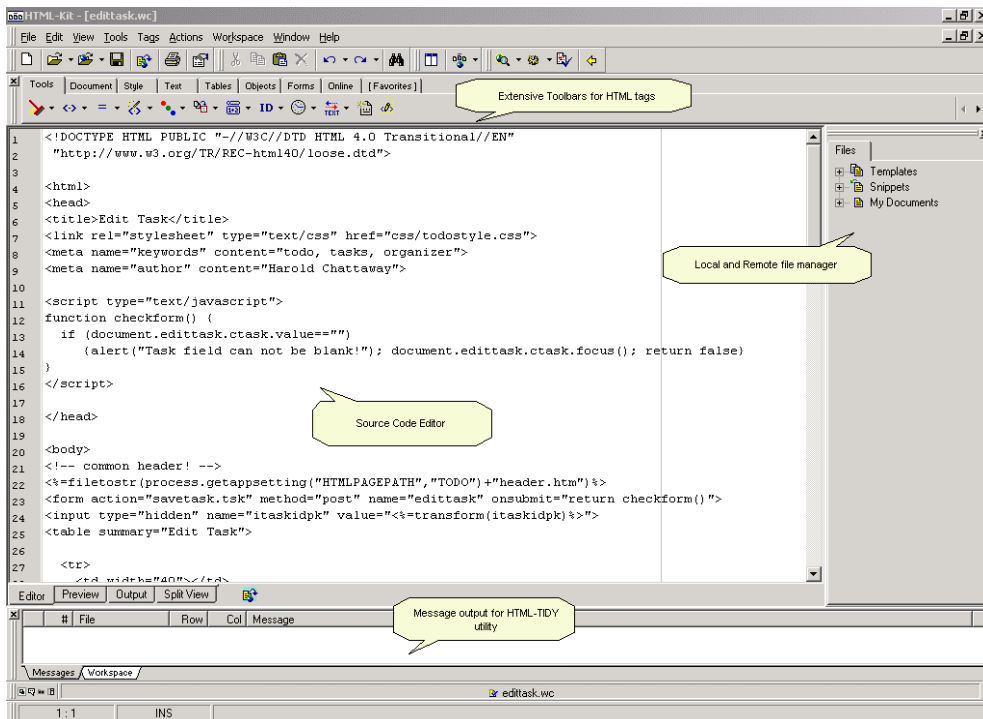 HTML-Kit - [edittask.wc]
File Edit View Tools Tags Actions Workspace Window Help
Tools Document Style Text Tables Objects Forms Online [Favorites]
ID TEXT
Extensive Toolbars for HTML tags
1 <!DOCTYPE HTML PUBLIC "-//W3C//DTD HTML 4.0 Transitional//EN"
2 "http://www.w3.org/TR/REC-html40/loose.dtd">
3
4 <html>
5 <head>
6 <title>Edit Task</title>
7 <link rel="stylesheet" type="text/css" href="css/todostyle.css">
8 <meta name="keywords" content="todo, tasks, organizer">
9 <meta name="author" content="Harold Chattaway">
10
11 <script type="text/javascript">
12 function checkform() {
13 if (document.edittask.ctask.value=="")
14 {alert("Task field can not be blank!"); document.edittask.ctask.focus(); return false}
15 }
16 </script>
17
18 </head>
19
20 <body>
21 <!-- common header! -->
22 <%=filetostr(process.getappsetting("HTMLPAGEPATH","TODO")+"header.htm")%>
23 <form action="savetask.tsk" method="post" name="edittask" onsubmit="return checkform()">
24 <input type="hidden" name="itaskidpk" value="<%=transform(itaskidpk)%>">
25 <table summary="Edit Task">
26
27 <tr>
<td width="40"></td>
Files
Templates
Snippets
My Documents
Local and Remote file manager
Source Code Editor
Editor Preview Output Split View
# File Row Col Message
Message output for HTML-TIDY
utility
Messages Workspace
edittask.wc
1 : 1 INS